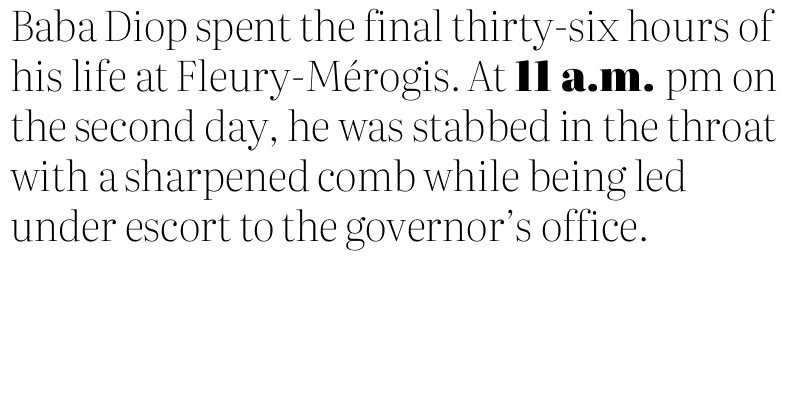 Baba Diop spent the final thirty-six hours of
his life at Fleury-Mérogis. At 11 a.m. pm on
the second day, he was stabbed in the throat
with a sharpened comb while being led
under escort to the governor’s office.